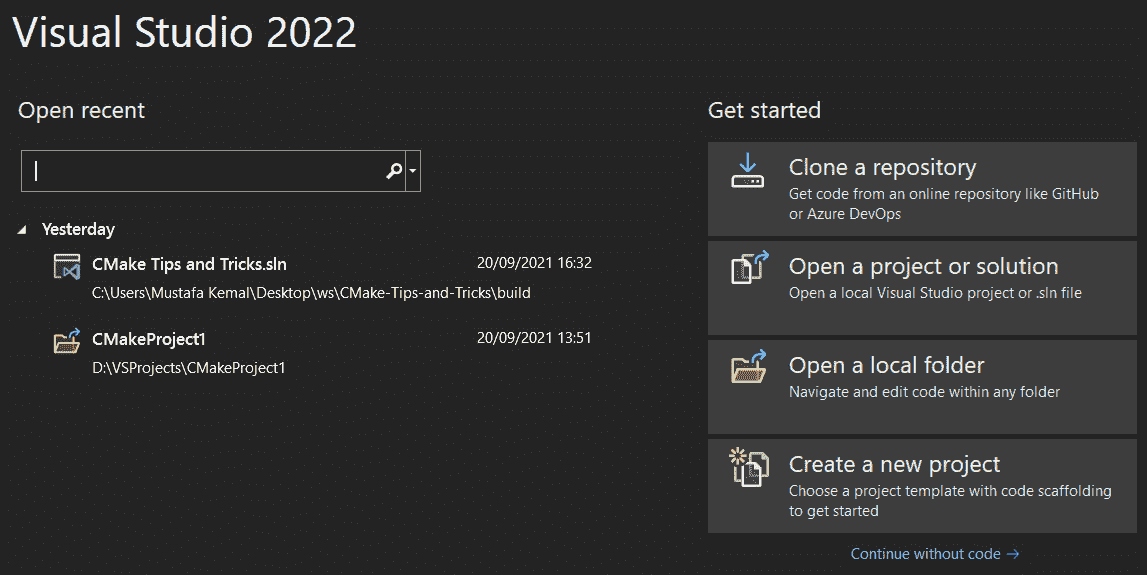 Visual Studio 2022
Open recent
Yesterday
CMake Tips and Tricks.sln 20/09/2021 16:32
C:\Users\Mustafa Kemal\Desktop\ws\CMake-Tips-and-Tricks\build
CMakeProject1 20/09/2021 13:51
D:\VSProjects\CMakeProject1
Get started
Clone a repository
Get code from an online repository like GitHub
or Azure DevOps
Open a project or solution
Open a local Visual Studio project or .sln file
Open a local folder
Navigate and edit code within any folder
Create a new project
Choose a project template with code scaffolding
to get started
Continue without code →